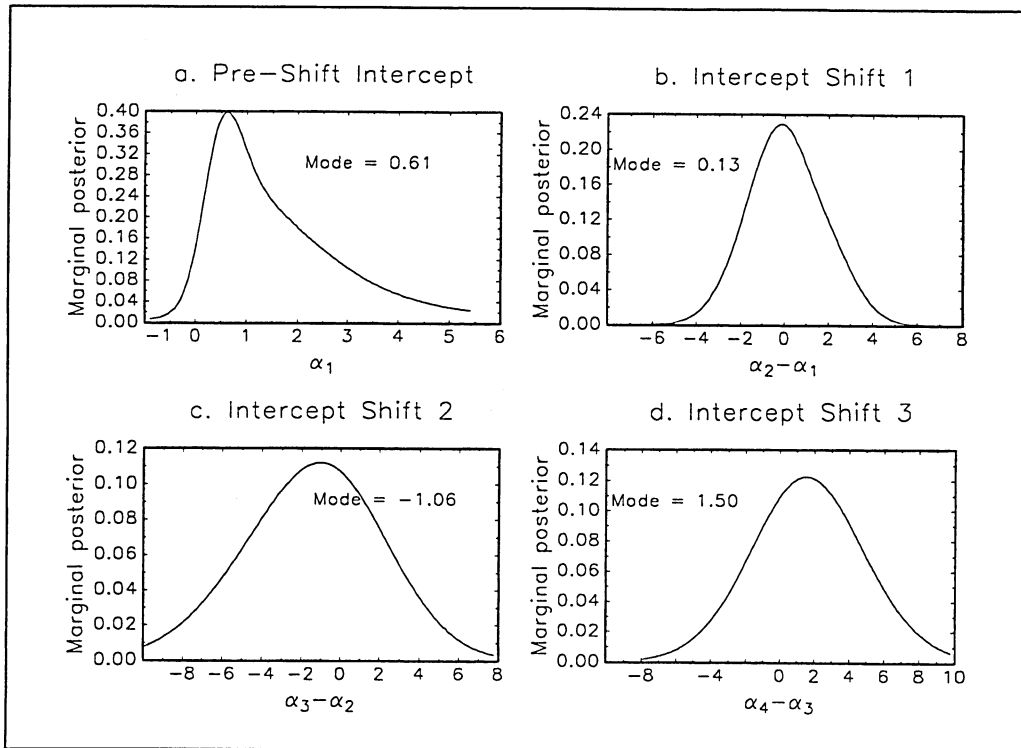 a. Pre-Shift Intercept
Marginal posterior
0.40
0.36
0.32
0.28
0.24
0.20
0.16
0.12
0.08
0.04
0.00
Mode = 0.61
-1 0 1 2 3 4 5 6
α1
b. Intercept Shift 1
Marginal posterior
0.24
0.20
0.16
0.12
0.08
0.04
0.00
Mode = 0.13
-6 -4 -2 0 2 4 6 8
α2-α1
c. Intercept Shift 2
Marginal posterior
0.12
0.10
0.08
0.06
0.04
0.02
0.00
Mode = -1.06
-8 -6 -4 -2 0 2 4 6 8
α3-α2
d. Intercept Shift 3
Marginal posterior
0.14
0.12
0.10
0.08
0.06
0.04
0.02
0.00
Mode = 1.50
-8 -4 0 2 4 6 8 10
α4-α3